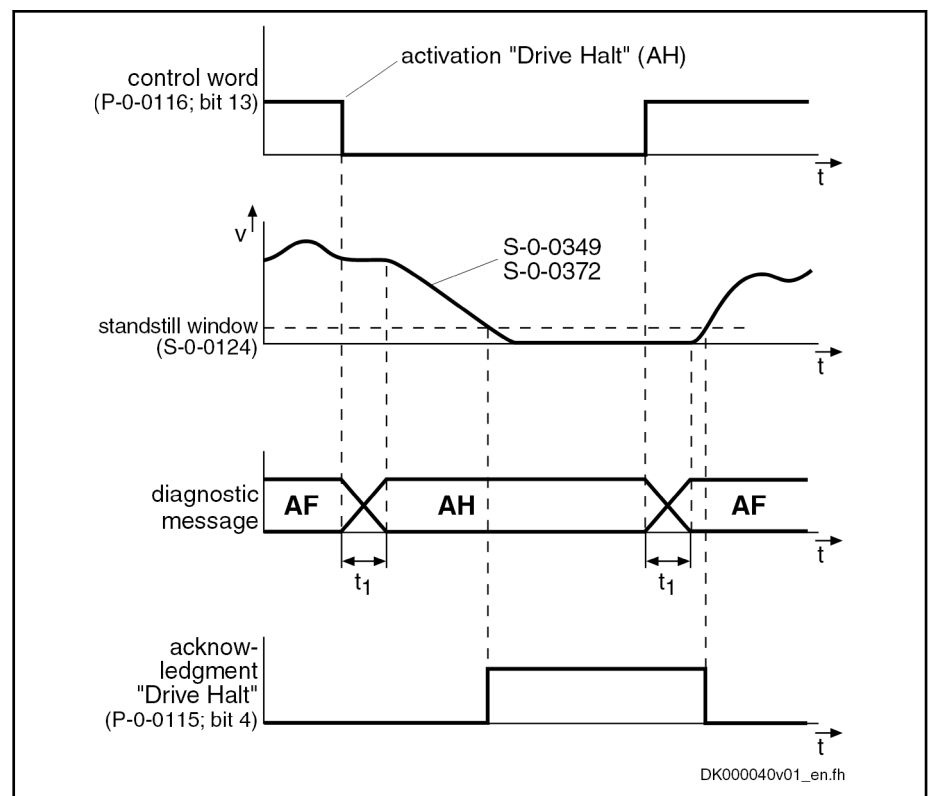 activation "Drive Halt" (AH)
control word
(P-0-0116; bit 13)
t
v
S-0-0349
S-0-0372
standstill window
(S-0-0124)
t
diagnostic
message
AF
AH
AF
t
t1
t1
acknow-
ledgment
"Drive Halt"
(P-0-0115; bit 4)
t
DK000040v01_en.fh